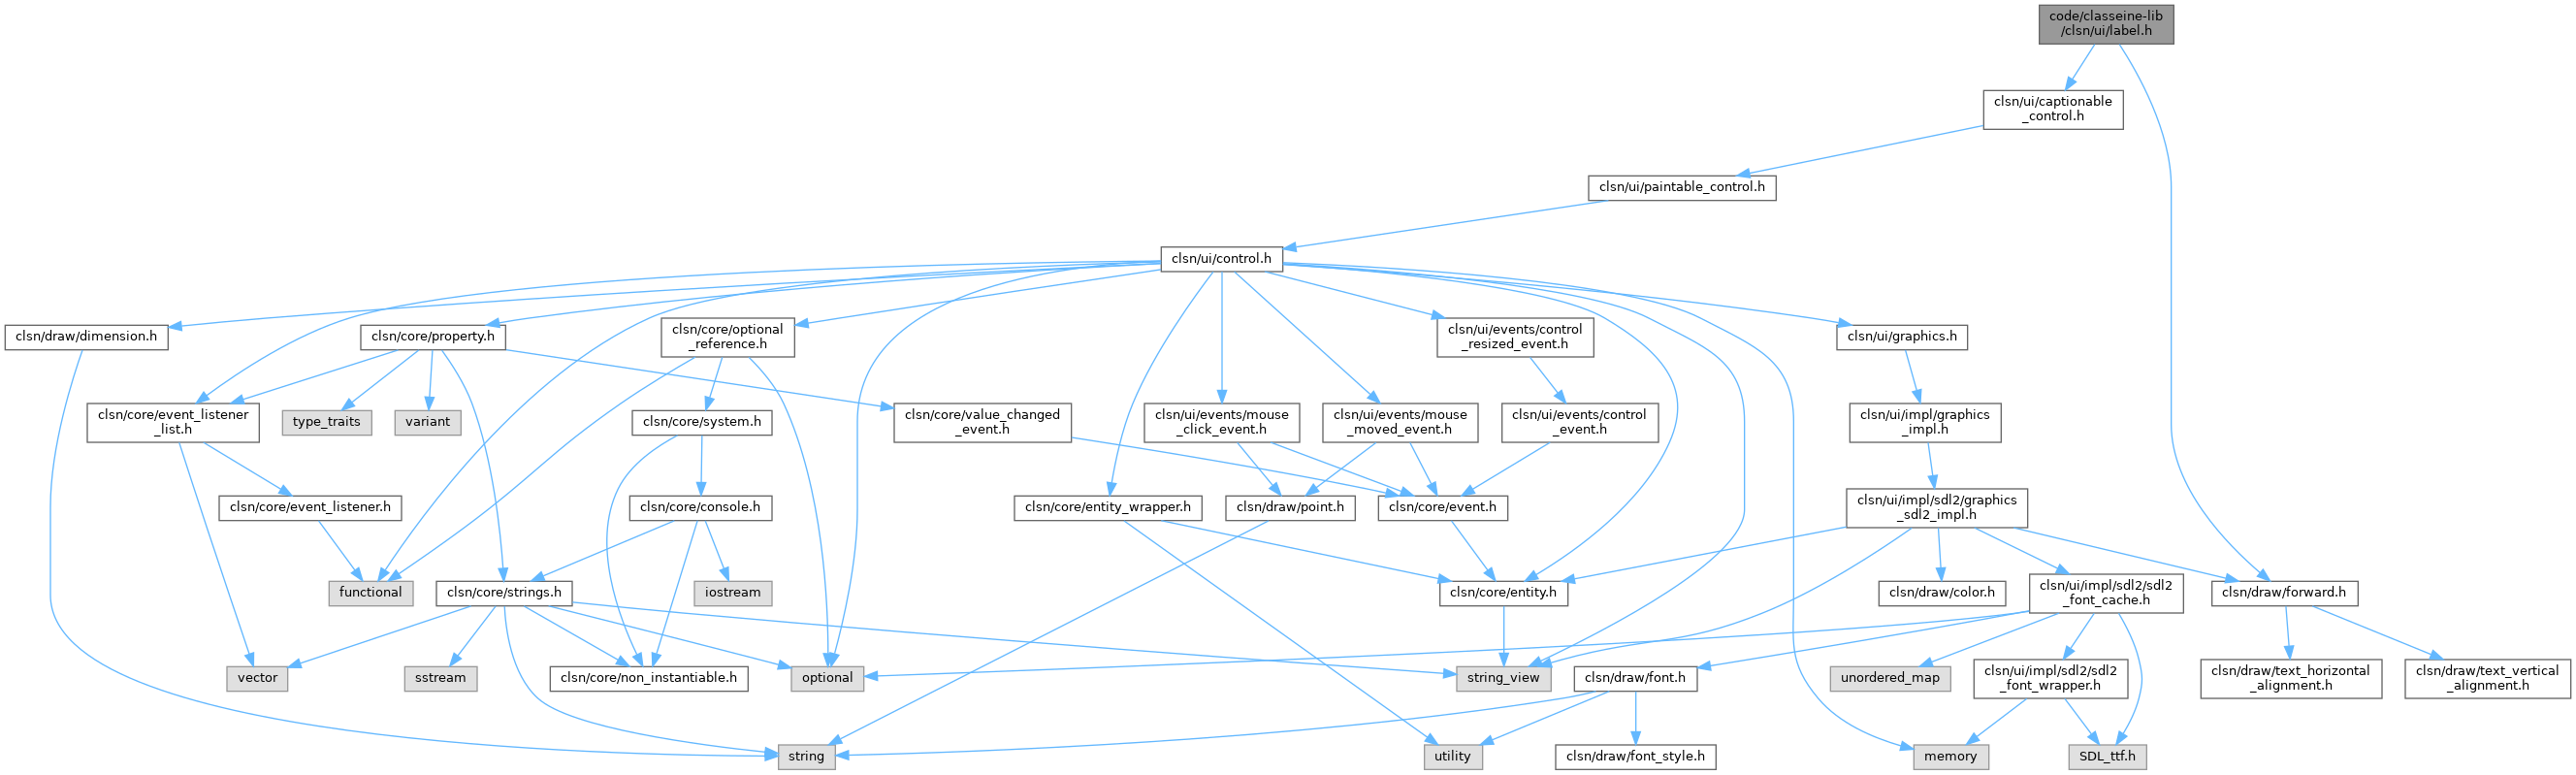 code/classeine-lib
/clsn/ui/label.h
clsn/ui/captionable
_control.h
clsn/ui/paintable_control.h
clsn/ui/control.h
clsn/draw/dimension.h
clsn/core/property.h
clsn/core/optional
_reference.h
clsn/ui/events/control
_resized_event.h
clsn/ui/graphics.h
clsn/core/event_listener
_list.h
type_traits
variant
clsn/core/system.h
clsn/core/value_changed
_event.h
clsn/ui/events/mouse
_click_event.h
clsn/ui/events/mouse
_moved_event.h
clsn/ui/events/control
_event.h
clsn/ui/impl/graphics
_impl.h
clsn/core/event_listener.h
clsn/core/console.h
clsn/core/entity_wrapper.h
clsn/draw/point.h
clsn/core/event.h
clsn/ui/impl/sdl2/graphics
_sdl2_impl.h
functional
clsn/core/strings.h
iostream
clsn/core/entity.h
clsn/draw/color.h
clsn/ui/impl/sdl2/sdl2
_font_cache.h
clsn/draw/forward.h
vector
sstream
clsn/core/non_instantiable.h
optional
string_view
clsn/draw/font.h
unordered_map
clsn/ui/impl/sdl2/sdl2
_font_wrapper.h
clsn/draw/text_horizontal
_alignment.h
clsn/draw/text_vertical
_alignment.h
string
utility
clsn/draw/font_style.h
memory
SDL_ttf.h